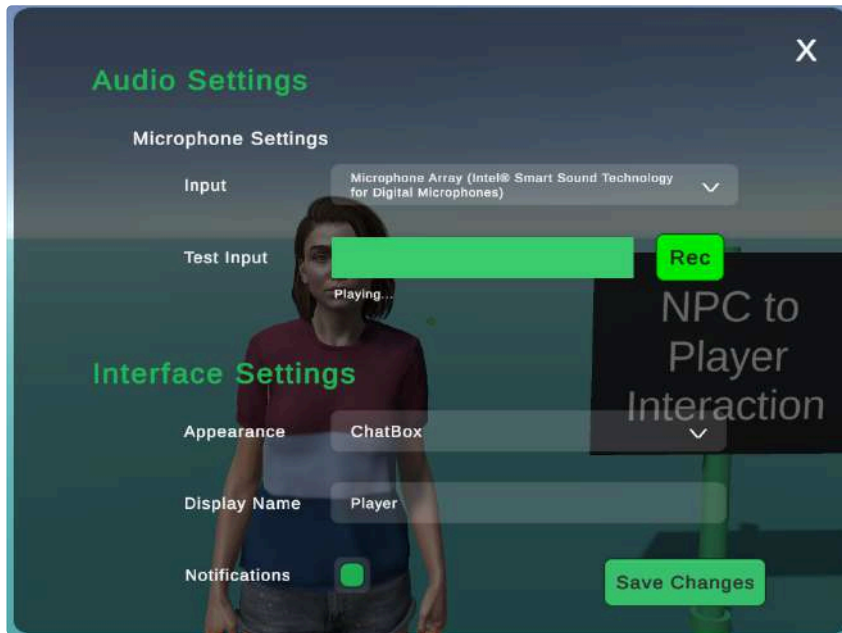 X
Audio Settings
Microphone Settings
Input
Microphone Array (Intel® Smart Sound Technology
for Digital Microphones)
Test Input
Rec
Playing...
NPC to
Player
Interaction
Interface Settings
Appearance
ChatBox
Display Name
Player
Notifications
Save Changes